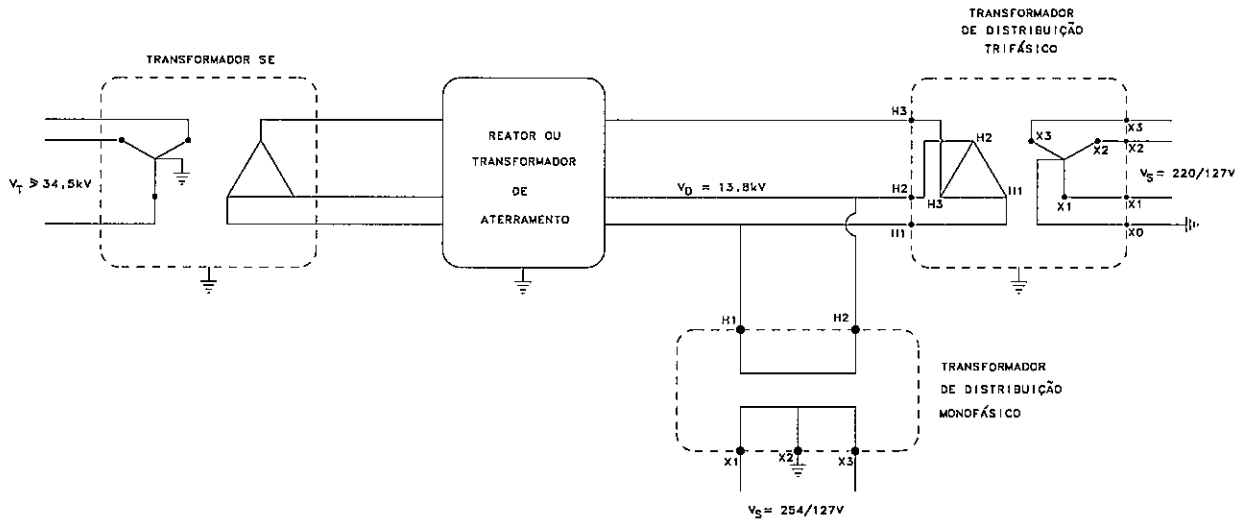 TRANSFORMADOR
DE DISTRIBUIÇÃO
TRIFÁSICO
TRANSFORMADOR SE
H3
X3
X3
H2
X2
X2
REATOR OU
TRANSFORMADOR
DE
ATERRAMENTO
V_T ⩾ 34,5kV
V_D = 13,8kV
V_S = 220/127V
H2
H3
H1
X1
X1
H1
X0
H1
H2
TRANSFORMADOR
DE DISTRIBUIÇÃO
MONOFÁSICO
X1
X2
X3
V_S = 254/127V